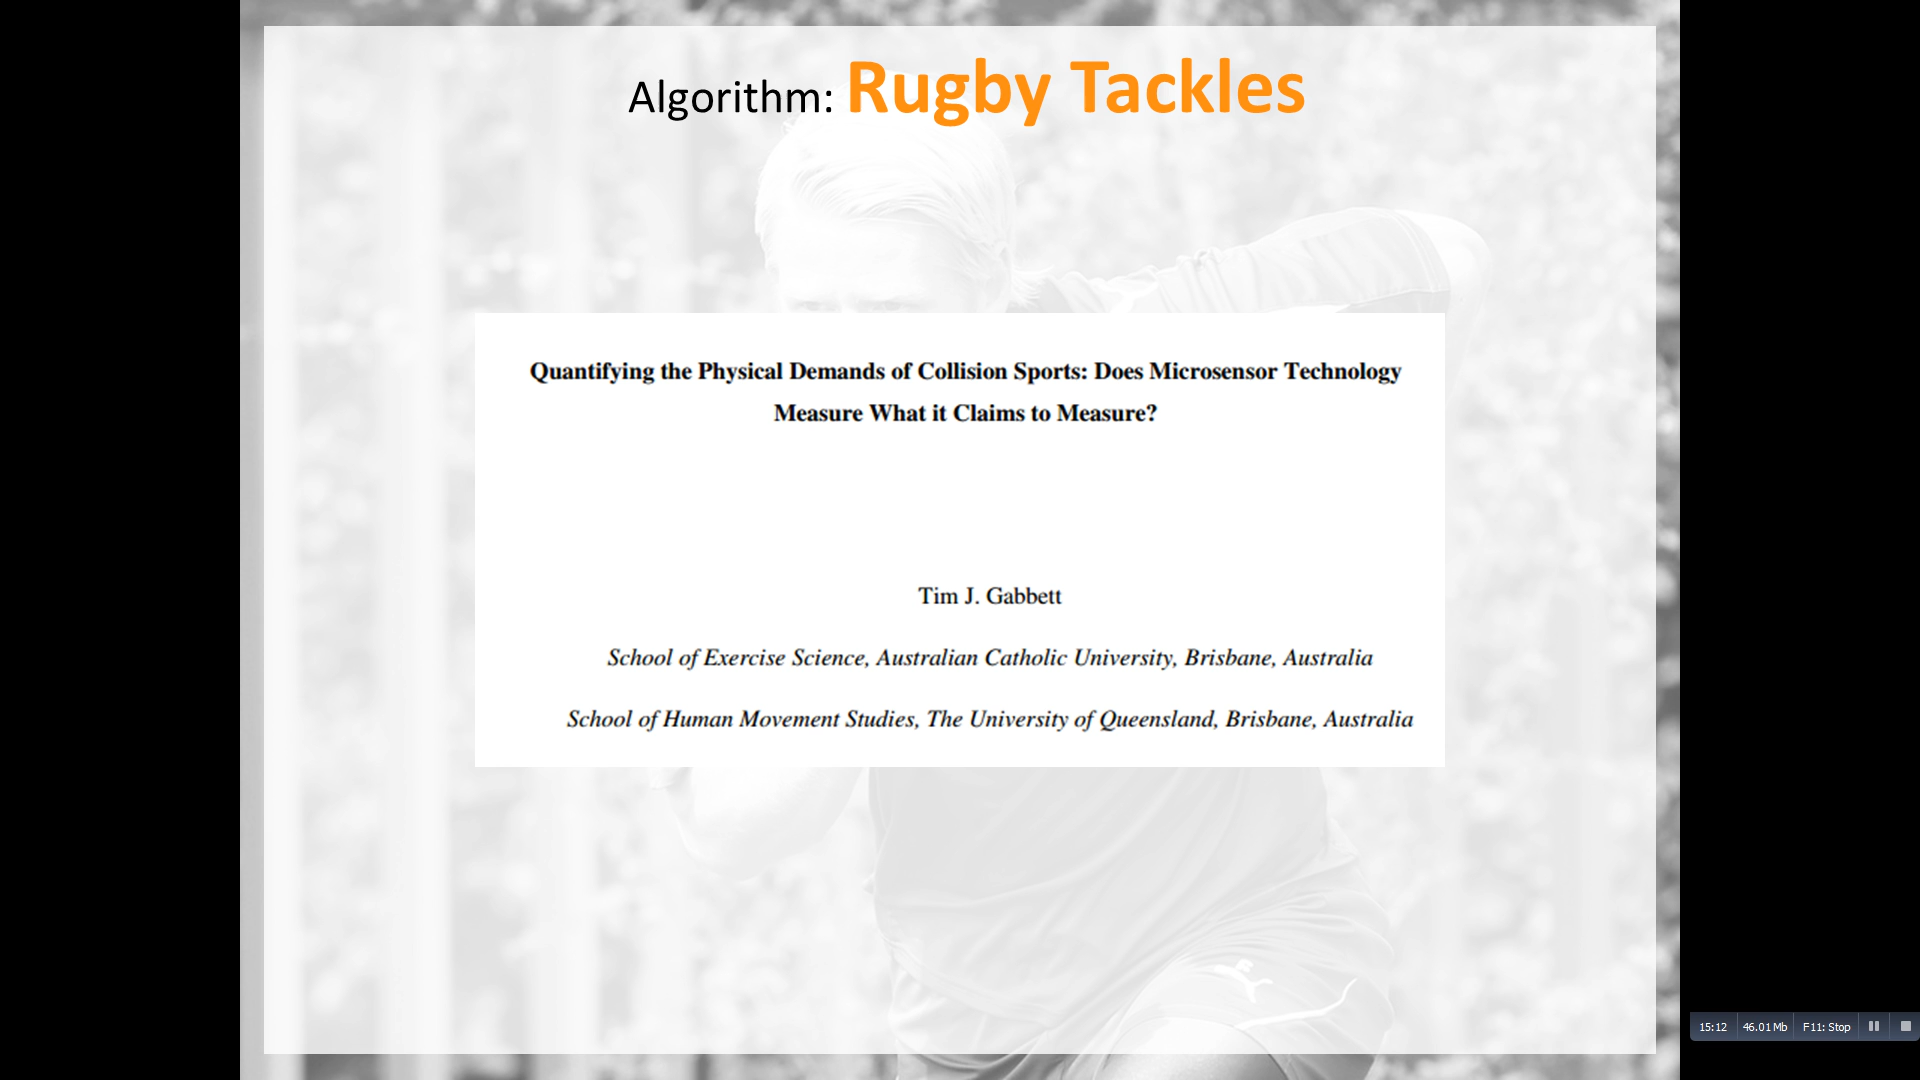 Algorithm: Rugby Tackles
Quantifying the Physical Demands of Collision Sports: Does Microsensor Technology
Measure What it Claims to Measure?
Tim J. Gabbett
School of Exercise Science, Australian Catholic University, Brisbane, Australia
School of Human Movement Studies, The University of Queensland, Brisbane, Australia
15:12 46.01 Mb F11: Stop